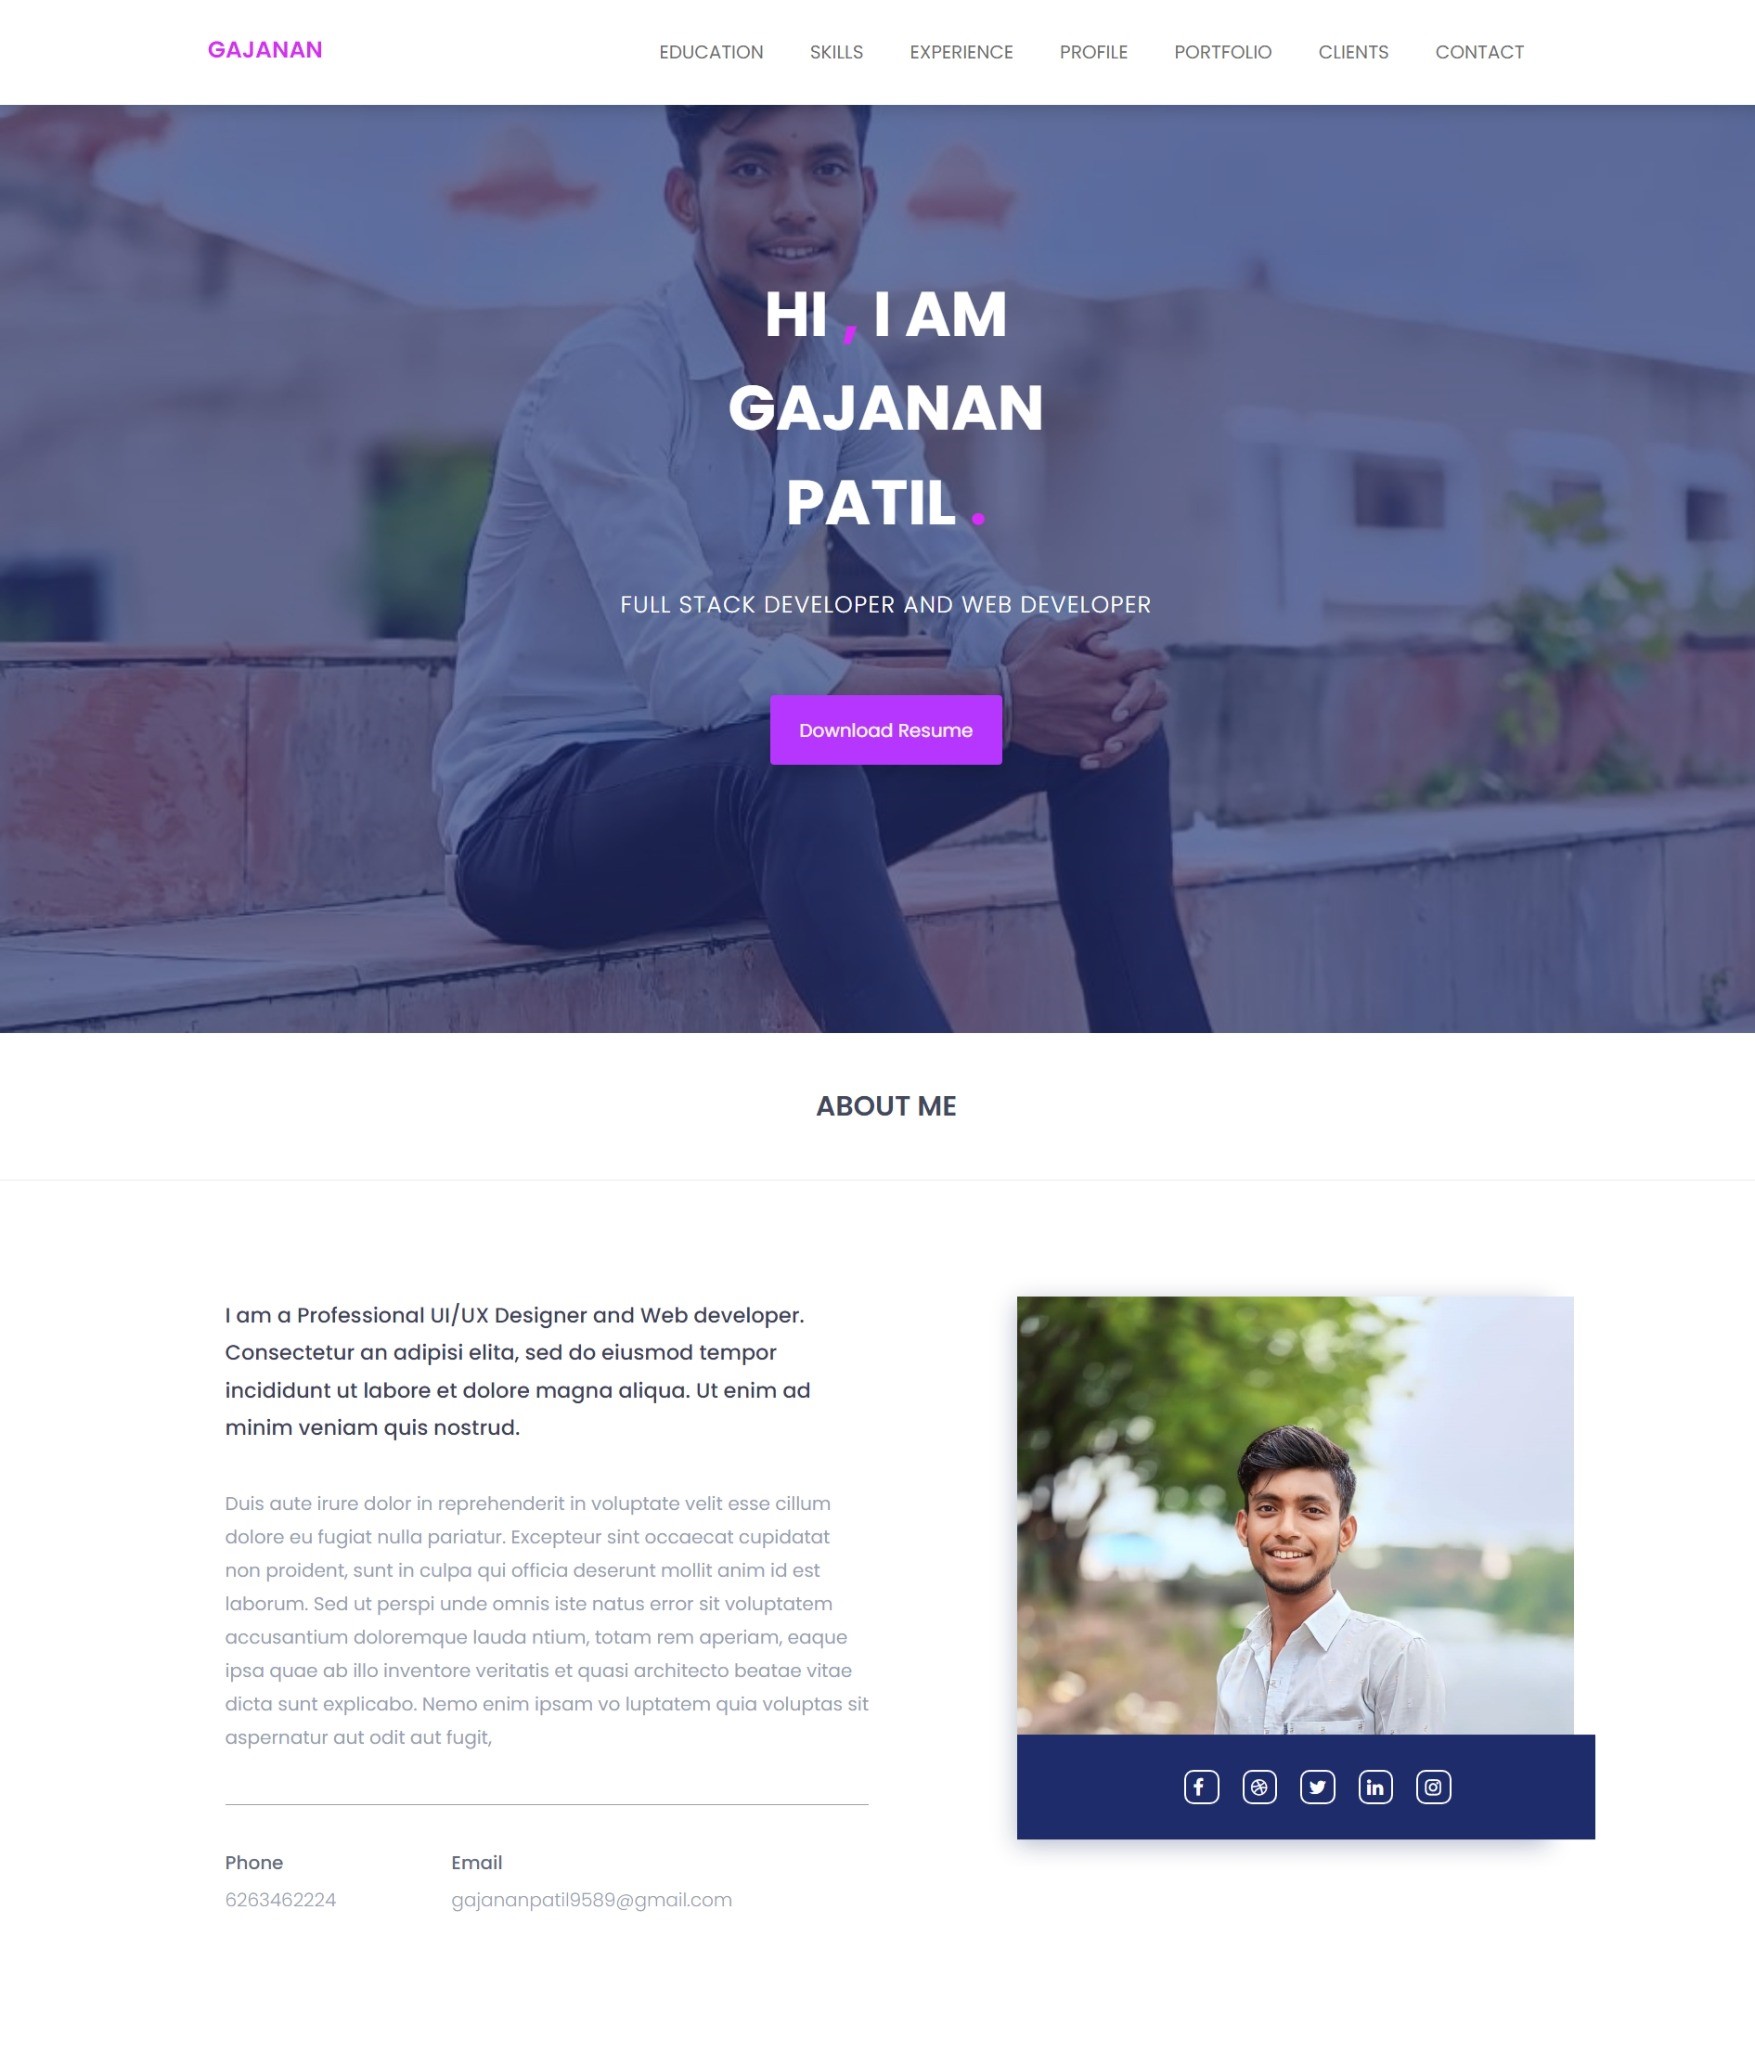 GAJANAN
EDUCATION SKILLS EXPERIENCE PROFILE PORTFOLIO CLIENTS CONTACT
HI , I AM
GAJANAN
PATIL .
FULL STACK DEVELOPER AND WEB DEVELOPER
Download Resume
ABOUT ME
I am a Professional UI/UX Designer and Web developer.
Consectetur an adipisi elita, sed do eiusmod tempor
incididunt ut labore et dolore magna aliqua. Ut enim ad
minim veniam quis nostrud.
Duis aute irure dolor in reprehenderit in voluptate velit esse cillum
dolore eu fugiat nulla pariatur. Excepteur sint occaecat cupidatat
non proident, sunt in culpa qui officia deserunt mollit anim id est
laborum. Sed ut perspi unde omnis iste natus error sit voluptatem
accusantium doloremque lauda ntium, totam rem aperiam, eaque
ipsa quae ab illo inventore veritatis et quasi architecto beatae vitae
dicta sunt explicabo. Nemo enim ipsam vo luptatem quia voluptas sit
aspernatur aut odit aut fugit,
Phone Email
6263462224 gajananpatil9589@gmail.com